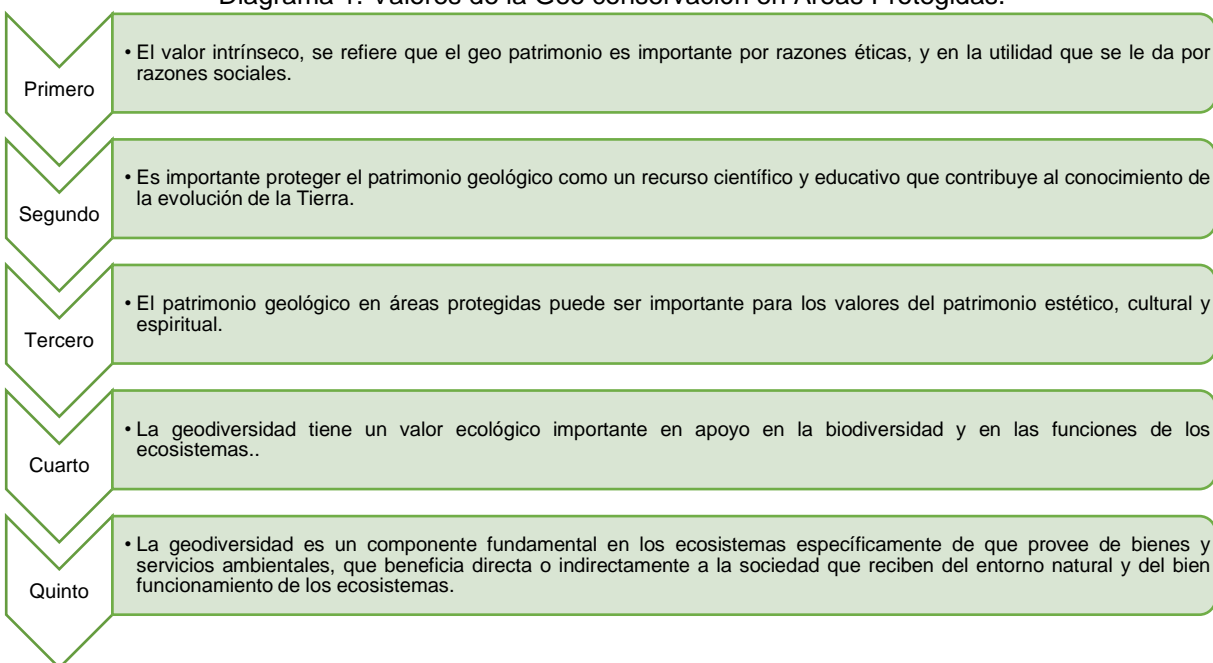 Diagrama 1. Valores de la Geo conservación en Áreas Protegidas.
Primero
• El valor intrínseco, se refiere que el geo patrimonio es importante por razones éticas, y en la utilidad que se le da por
razones sociales.
Segundo
• Es importante proteger el patrimonio geológico como un recurso científico y educativo que contribuye al conocimiento de
la evolución de la Tierra.
Tercero
• El patrimonio geológico en áreas protegidas puede ser importante para los valores del patrimonio estético, cultural y
espiritual.
Cuarto
• La geodiversidad tiene un valor ecológico importante en apoyo en la biodiversidad y en las funciones de los
ecosistemas..
Quinto
• La geodiversidad es un componente fundamental en los ecosistemas específicamente de que provee de bienes y
servicios ambientales, que beneficia directa o indirectamente a la sociedad que reciben del entorno natural y del bien
funcionamiento de los ecosistemas.